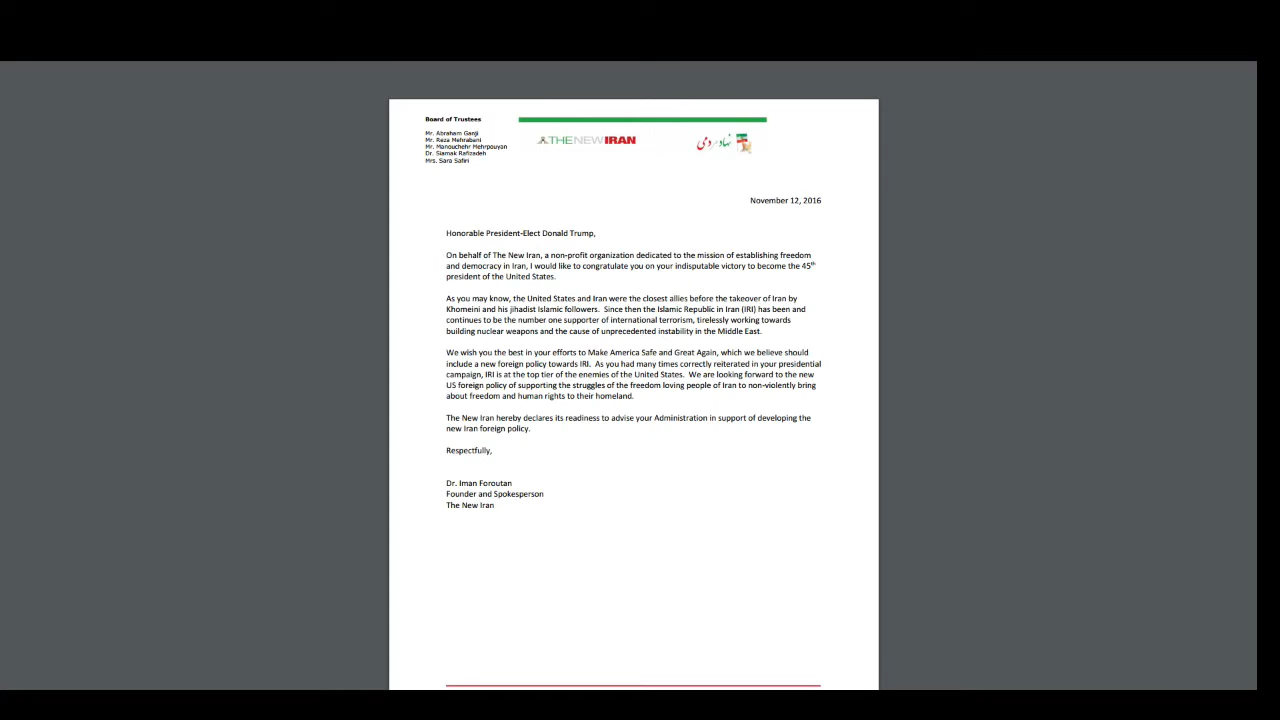 Board of Trustees
Mr. Abraham Ganji
Mr. Reza Mehrabani
Mr. Manouchehr Mehrpouyan
Dr. Siamak Rafizadeh
Mrs. Sara Safiri
THENEWIRAN
نهاد مردمی
November 12, 2016
Honorable President-Elect Donald Trump,
On behalf of The New Iran, a non-profit organization dedicated to the mission of establishing freedom
and democracy in Iran, I would like to congratulate you on your indisputable victory to become the 45th
president of the United States.
As you may know, the United States and Iran were the closest allies before the takeover of Iran by
Khomeini and his jihadist Islamic followers.  Since then the Islamic Republic in Iran (IRI) has been and
continues to be the number one supporter of international terrorism, tirelessly working towards
building nuclear weapons and the cause of unprecedented instability in the Middle East.
We wish you the best in your efforts to Make America Safe and Great Again, which we believe should
include a new foreign policy towards IRI.  As you had many times correctly reiterated in your presidential
campaign, IRI is at the top tier of the enemies of the United States.  We are looking forward to the new
US foreign policy of supporting the struggles of the freedom loving people of Iran to non-violently bring
about freedom and human rights to their homeland.
The New Iran hereby declares its readiness to advise your Administration in support of developing the
new Iran foreign policy.
Respectfully,
Dr. Iman Foroutan
Founder and Spokesperson
The New Iran